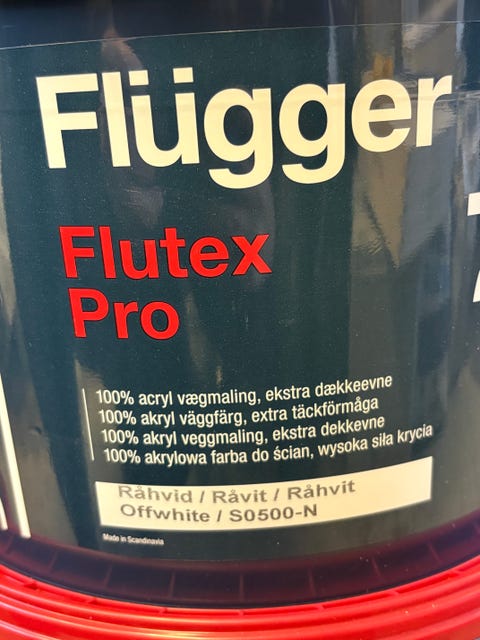 Flügger
Flutex
Pro
100% acryl vægmaling, ekstra dækkeevne
100% akryl väggfärg, extra täckförmåga
100% akryl veggmaling, ekstra dekkevne
100% akrylowa farba do ścian, wysoka siła krycia
Råhvid / Råvit / Råhvit
Offwhite / S0500-N
Made in Scandinavia